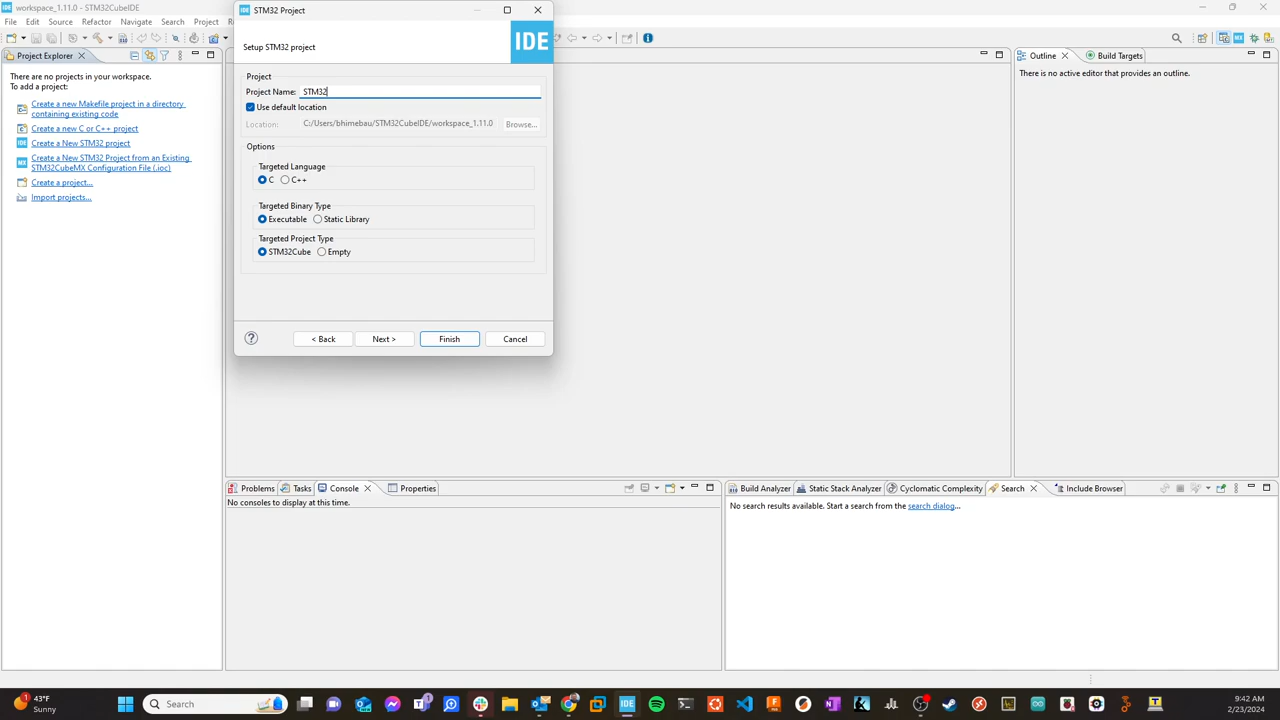 workspace_1.11.0 - STM32CubeIDE
File Edit Source Refactor Navigate Search Project
STM32 Project
Setup STM32 project
IDE
Project
Project Name: STM32
Use default location
Location: C:/Users/bhimebau/STM32CubeIDE/workspace_1.11.0 Browse...
Options
Targeted Language
C C++
Targeted Binary Type
Executable Static Library
Targeted Project Type
STM32Cube Empty
< Back Next > Finish Cancel
Project Explorer
There are no projects in your workspace.
To add a project:
Create a new Makefile project in a directory
containing existing code
Create a new C or C++ project
IDE Create a New STM32 project
MX Create a New STM32 Project from an Existing
STM32CubeMX Configuration File (.ioc)
Create a project...
Import projects...
Outline Build Targets
There is no active editor that provides an outline.
Problems Tasks Console Properties
No consoles to display at this time.
Build Analyzer Static Stack Analyzer Cyclomatic Complexity Search Include Browser
No search results available. Start a search from the search dialog...
43°F
Sunny
Search
9:42 AM
2/23/2024